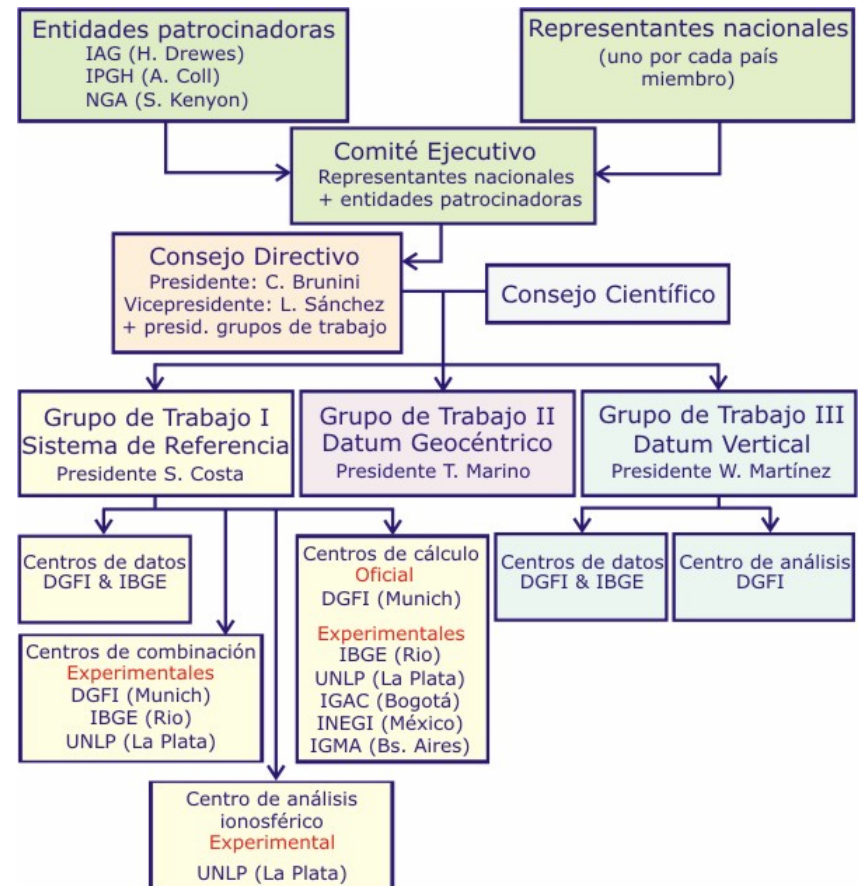 Entidades patrocinadoras
IAG (H. Drewes)
IPGH (A. Coll)
NGA (S. Kenyon)
Representantes nacionales
(uno por cada país
miembro)
Comité Ejecutivo
Representantes nacionales
+ entidades patrocinadoras
Consejo Directivo
Presidente: C. Brunini
Vicepresidente: L. Sánchez
+ presid. grupos de trabajo
Consejo Científico
Grupo de Trabajo I
Sistema de Referencia
Presidente S. Costa
Grupo de Trabajo II
Datum Geocéntrico
Presidente T. Marino
Grupo de Trabajo III
Datum Vertical
Presidente W. Martínez
Centros de datos
DGFI & IBGE
Centros de combinación
Experimentales
DGFI (Munich)
IBGE (Rio)
UNLP (La Plata)
Centro de análisis
ionosférico
Experimental
UNLP (La Plata)
Centros de cálculo
Oficial
DGFI (Munich)
Experimentales
IBGE (Rio)
UNLP (La Plata)
IGAC (Bogotá)
INEGI (México)
IGMA (Bs. Aires)
Centros de datos
DGFI & IBGE
Centro de análisis
DGFI